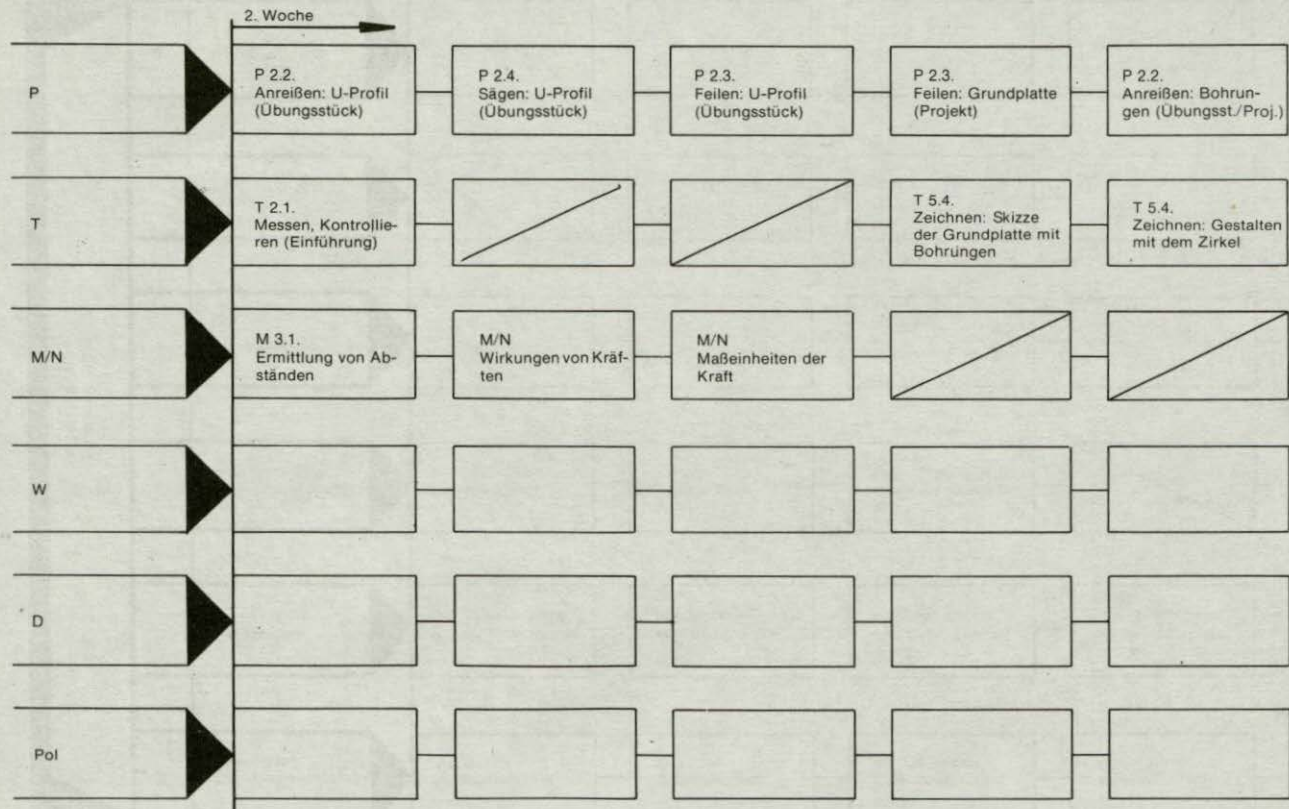 2. Woche
P
P 2.2.
Anreißen: U-Profil
(Übungsstück)
P 2.4.
Sägen: U-Profil
(Übungsstück)
P 2.3.
Feilen: U-Profil
(Übungsstück)
P 2.3.
Feilen: Grundplatte
(Projekt)
P 2.2.
Anreißen: Bohrun-
gen (Übungsst./Proj.)
T
T 2.1.
Messen, Kontrollie-
ren (Einführung)
T 5.4.
Zeichnen: Skizze
der Grundplatte mit
Bohrungen
T 5.4.
Zeichnen: Gestalten
mit dem Zirkel
M/N
M 3.1.
Ermittlung von Ab-
ständen
M/N
Wirkungen von Kräf-
ten
M/N
Maßeinheiten der
Kraft
W
D
Pol